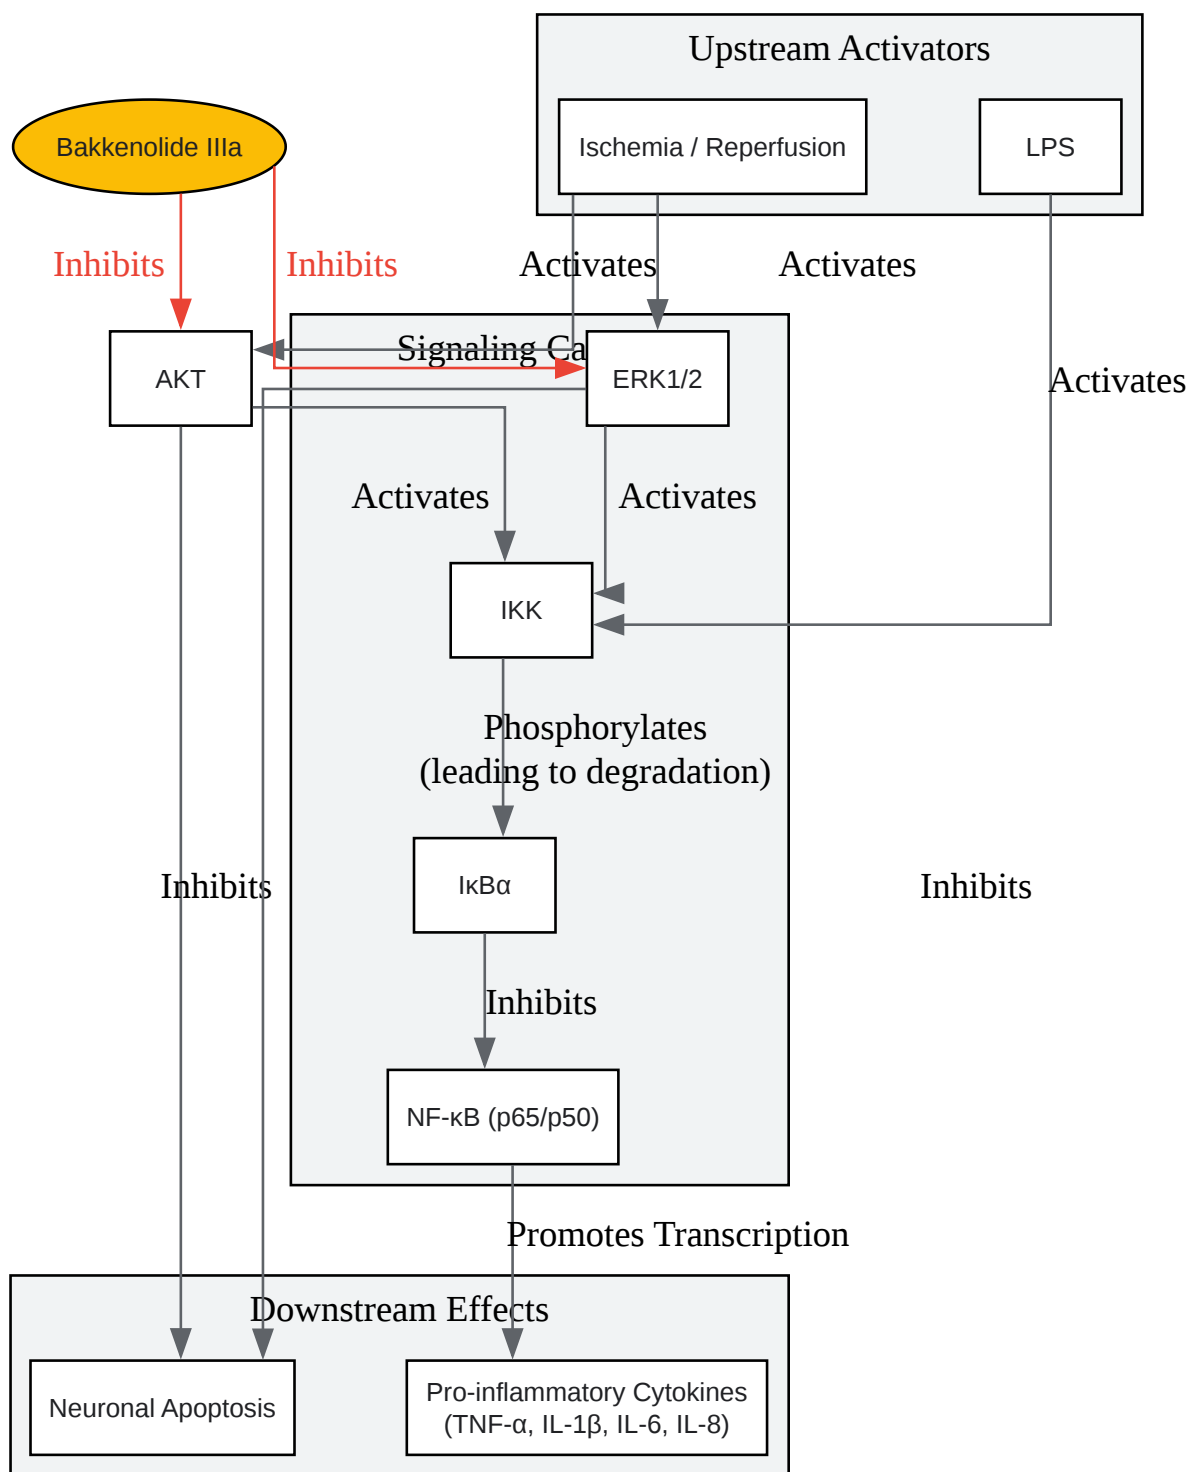 Upstream Activators
Bakkenolide IIIa
Ischemia / Reperfusion
LPS
Inhibits
Inhibits
Activates
Activates
Signaling Ca
AKT
ERK1/2
Activates
Activates
Activates
IKK
Phosphorylates
(leading to degradation)
IκBα
Inhibits
Inhibits
Inhibits
NF-κB (p65/p50)
Promotes Transcription
Downstream Effects
Neuronal Apoptosis
Pro-inflammatory Cytokines
(TNF-α, IL-1β, IL-6, IL-8)